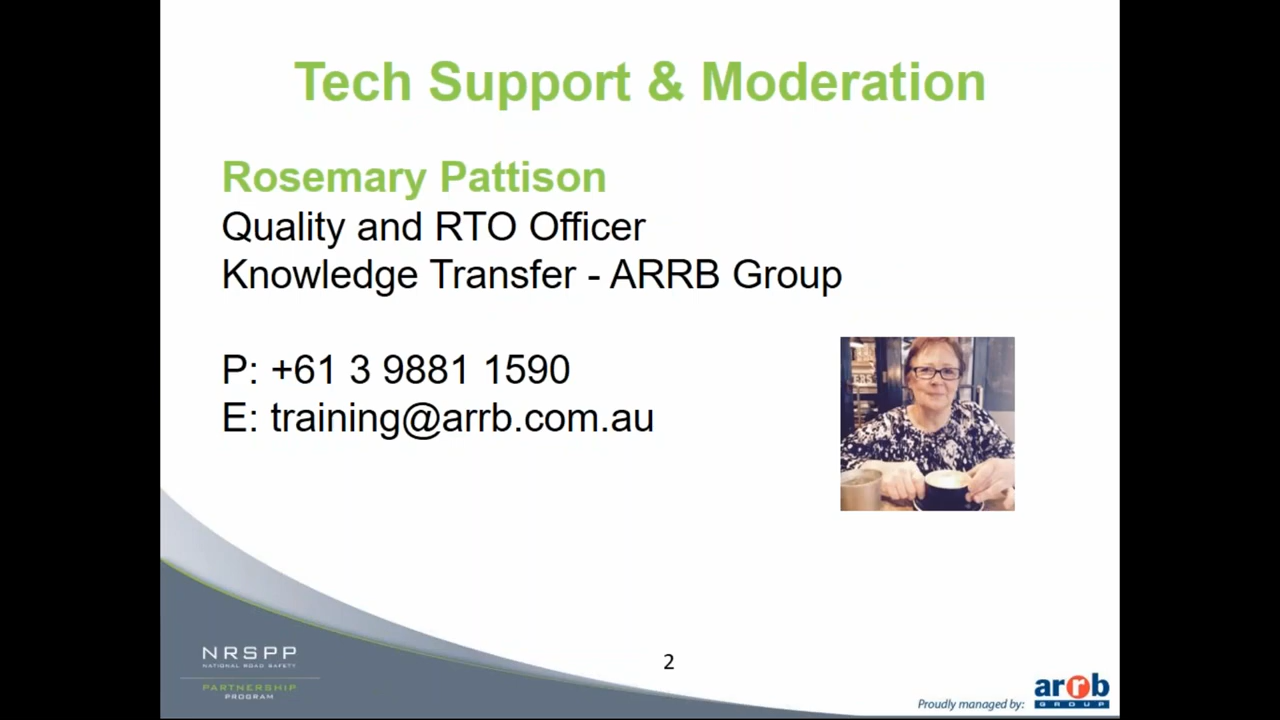 Tech Support & Moderation
Rosemary Pattison
Quality and RTO Officer
Knowledge Transfer - ARRB Group
P: +61 3 9881 1590
E: training@arrb.com.au
NRSPP
NATIONAL ROAD SAFETY
PARTNERSHIP
PROGRAM
2
Proudly managed by:
arrb
GROUP